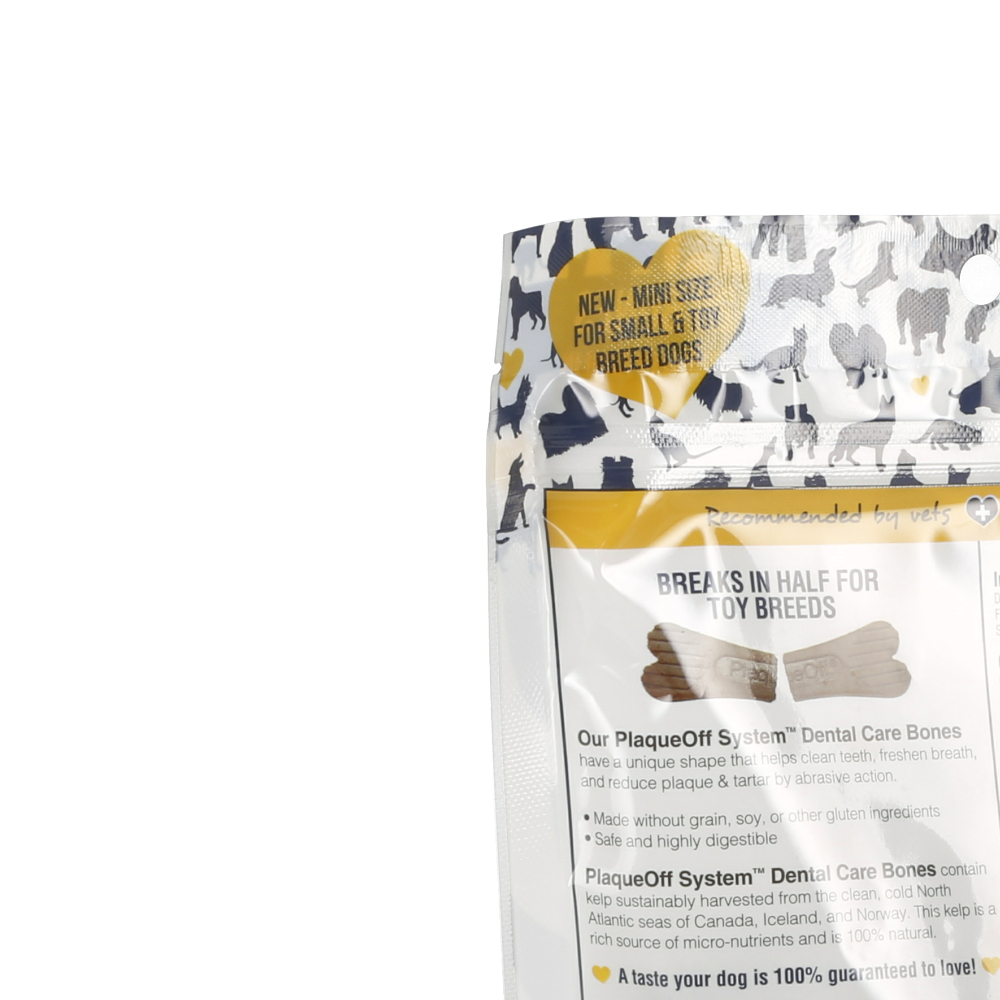 NEW - MINI SIZE
FOR SMALL & TOY
BREED DOGS
Recommended by vets
BREAKS IN HALF FOR
TOY BREEDS
PlaqueOff®
Our PlaqueOff System™ Dental Care Bones
have a unique shape that helps clean teeth, freshen breath,
and reduce plaque & tartar by abrasive action.
• Made without grain, soy, or other gluten ingredients
• Safe and highly digestible
PlaqueOff System™ Dental Care Bones contain
kelp sustainably harvested from the clean, cold North
Atlantic seas of Canada, Iceland, and Norway. This kelp is a
rich source of micro-nutrients and is 100% natural.
A taste your dog is 100% guaranteed to love!